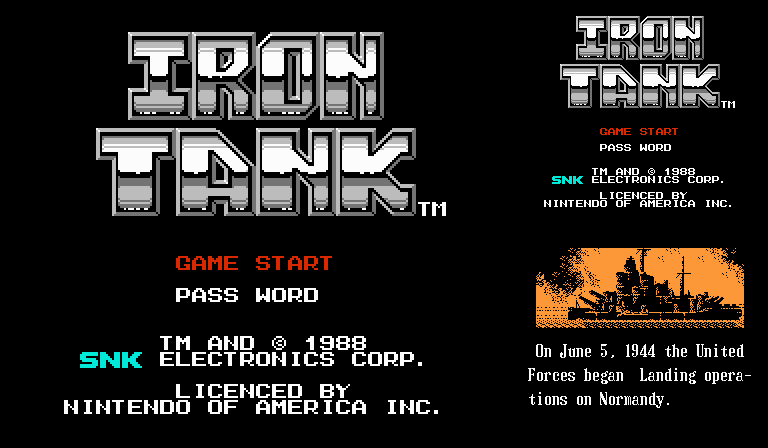 IRON
TANK
TM
GAME START
PASS WORD
TM AND © 1988
SNK ELECTRONICS CORP.
LICENCED BY
NINTENDO OF AMERICA INC.
IRON
TANK
TM
GAME START
PASS WORD
TM AND © 1988
SNK ELECTRONICS CORP.
LICENCED BY
NINTENDO OF AMERICA INC.
On June 5, 1944 the United
Forces began Landing opera-
tions on Normandy.